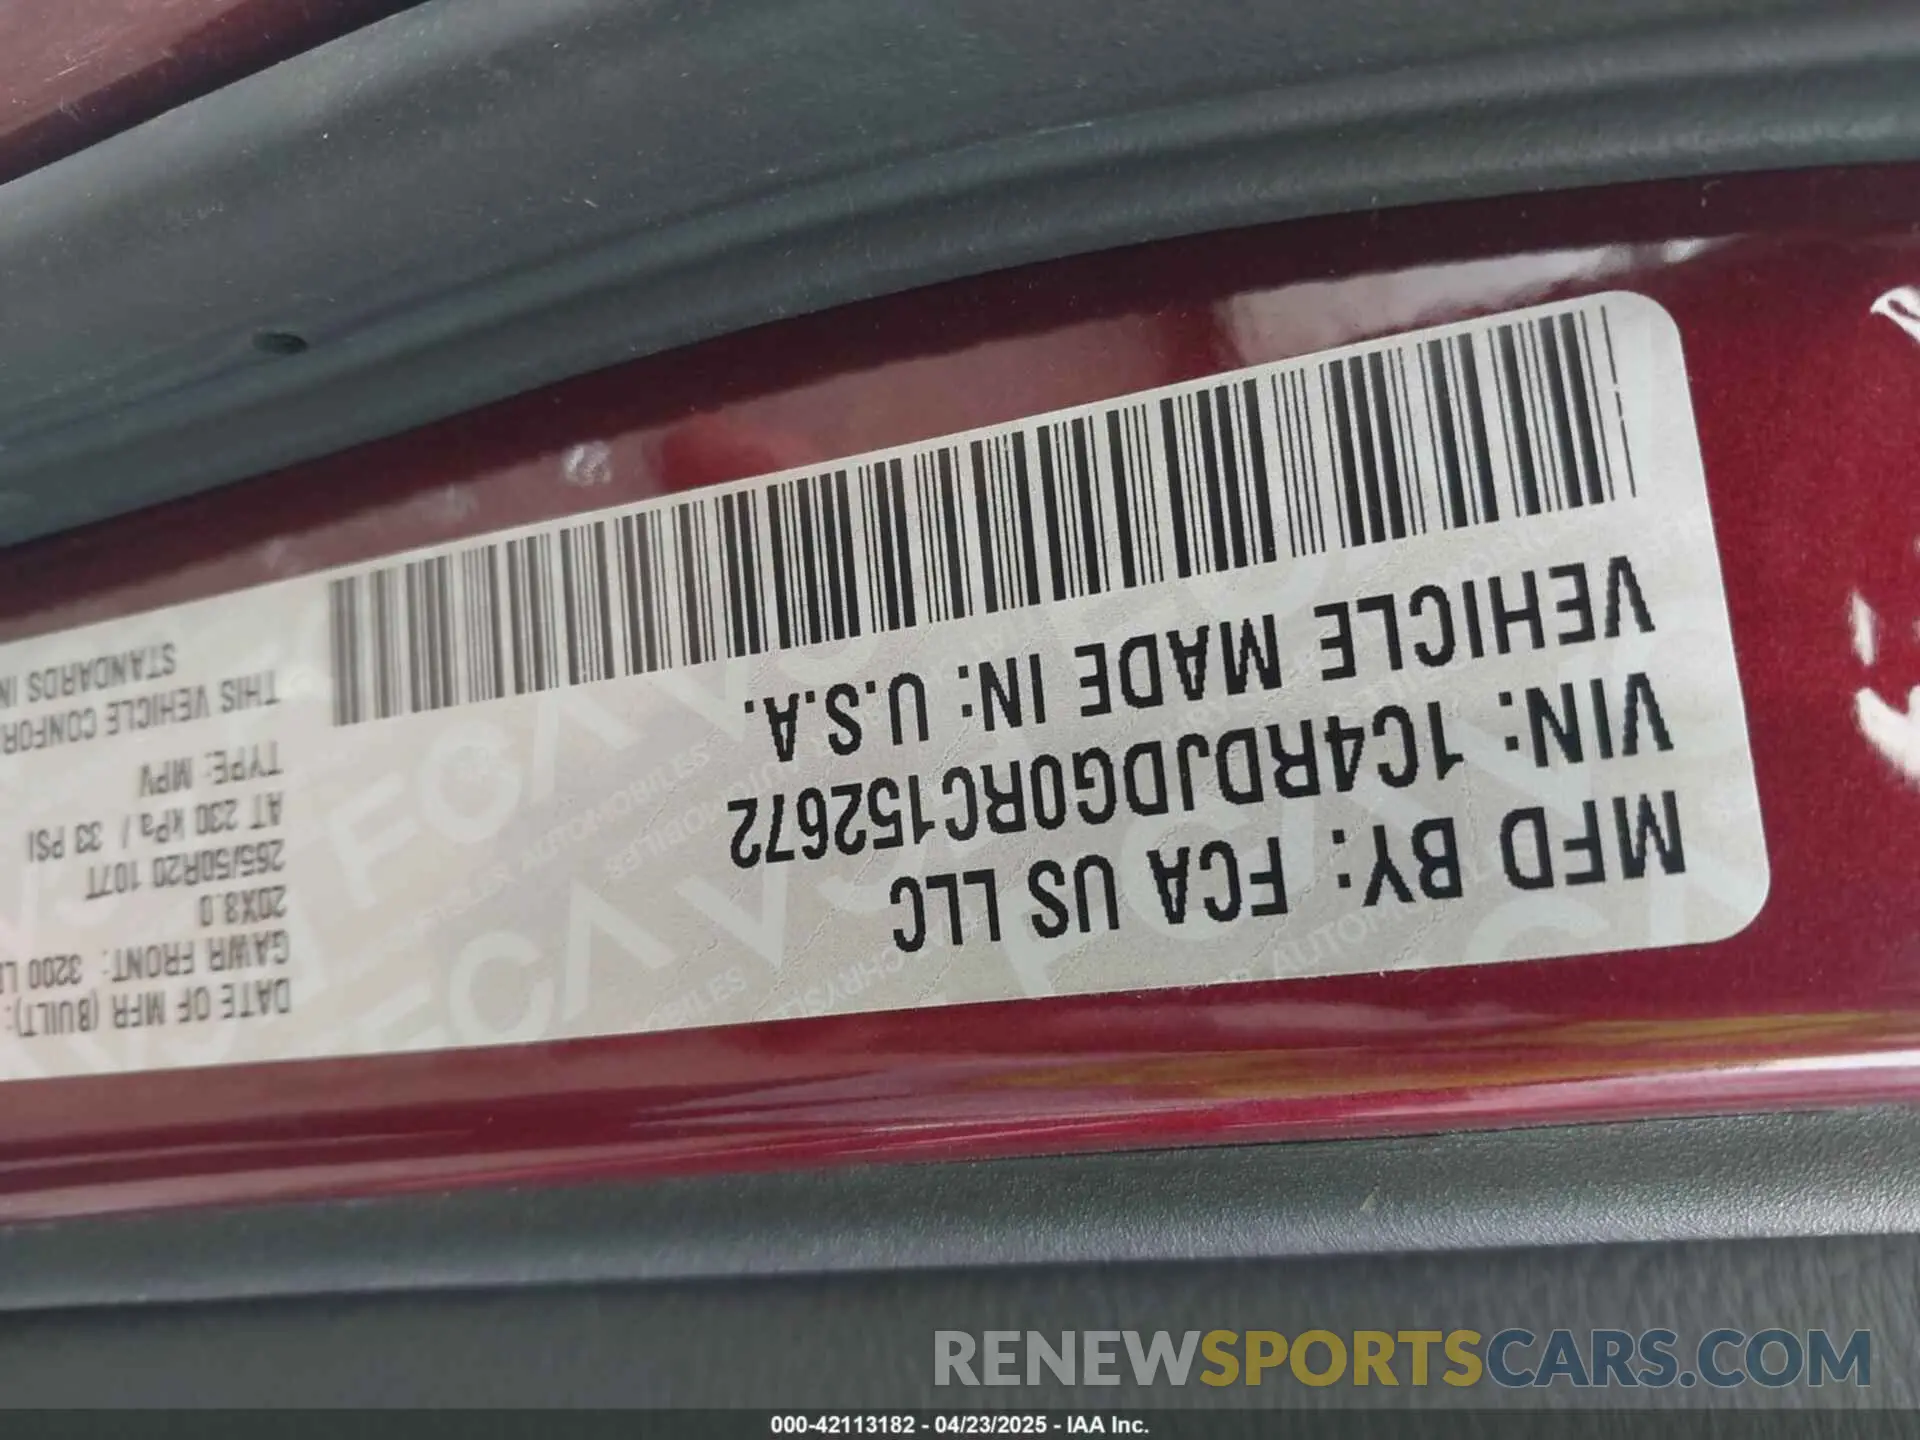 MFD BY: FCA US LLC
VIN: 1C4RDJDG0RC152672
VEHICLE MADE IN: U.S.A.
DATE OF MFR (BUILT):
GAWR FRONT: 3200 L
20X8.0
265/50R20 107T
AT 230 kPa / 33 PSI
TYPE: MPV
THIS VEHICLE CONFOR
STANDARDS IN
RENEWSPORTSCARS.COM
000-42113182 - 04/23/2025 - IAA Inc.